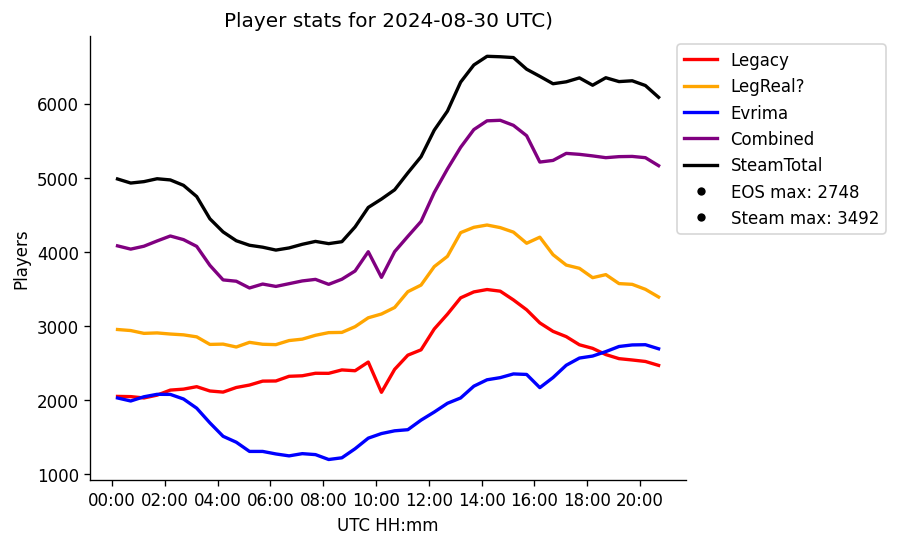 Player stats for 2024-08-30 UTC)
Legacy
LegReal?
Evrima
Combined
SteamTotal
EOS max: 2748
Steam max: 3492
Players
6000
5000
4000
3000
2000
1000
00:00 02:00 04:00 06:00 08:00 10:00 12:00 14:00 16:00 18:00 20:00
UTC HH:mm